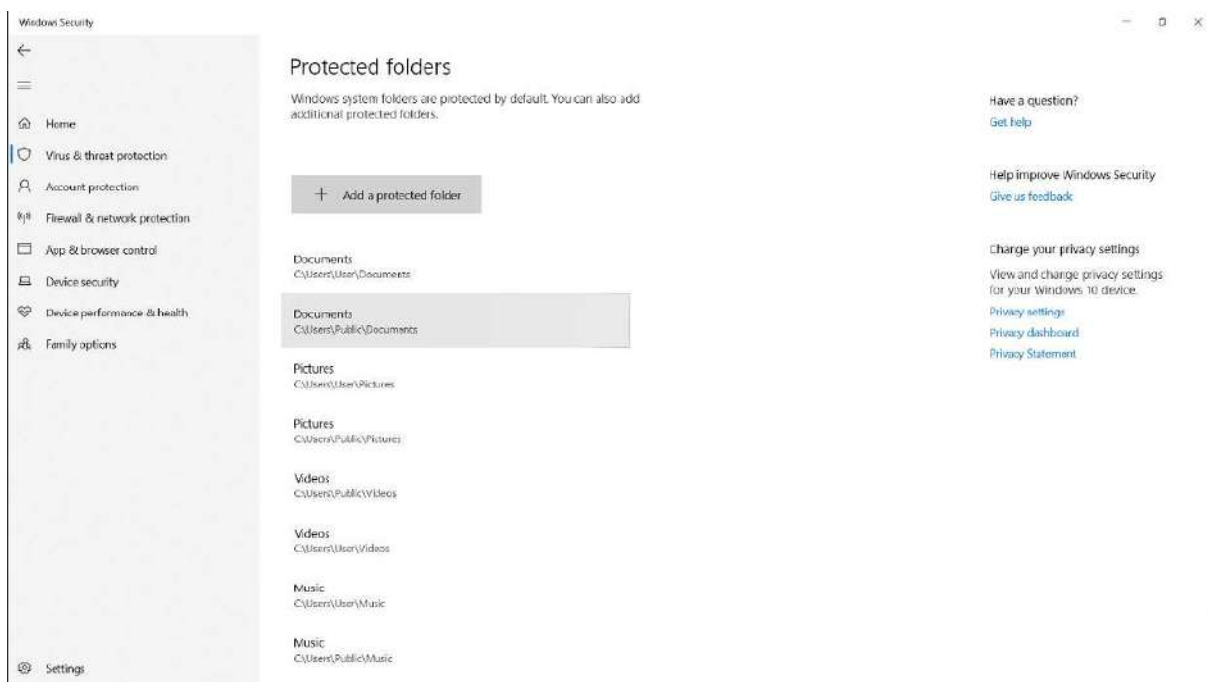 Windows Security
Home
Virus & threat protection
Account protection
Firewall & network protection
App & browser control
Device security
Device performance & health
Family options
Settings
Protected folders
Windows system folders are protected by default. You can also add
additional protected folders.
+ Add a protected folder
Documents
C:\Users\User\Documents
Documents
C:\Users\Public\Documents
Pictures
C:\Users\User\Pictures
Pictures
C:\Users\Public\Pictures
Videos
C:\Users\Public\Videos
Videos
C:\Users\User\Videos
Music
C:\Users\User\Music
Music
C:\Users\Public\Music
Have a question?
Get help
Help improve Windows Security
Give us feedback
Change your privacy settings
View and change privacy settings
for your Windows 10 device.
Privacy settings
Privacy dashboard
Privacy Statement